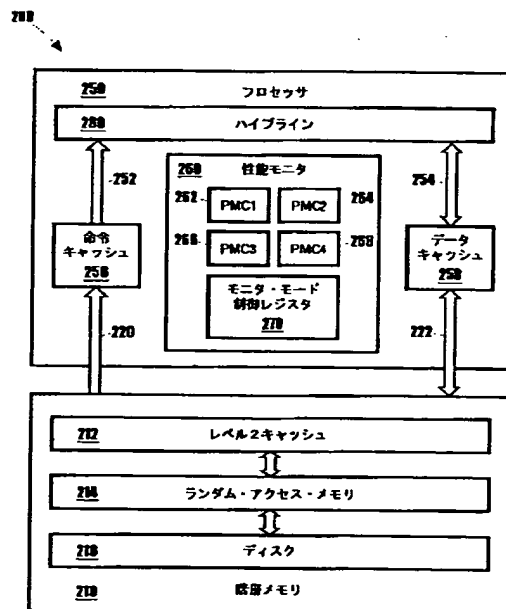 200
250 プロセッサ
280 パイプライン
252
260 性能モニタ
254
262 PMC1 PMC2 264
266 PMC3 PMC4 268
命令
キャッシュ
256
モニタ・モード
制御レジスタ
270
データ
キャッシュ
258
220
222
212 レベル2キャッシュ
214 ランダム・アクセス・メモリ
216 ディスク
210 階層メモリ